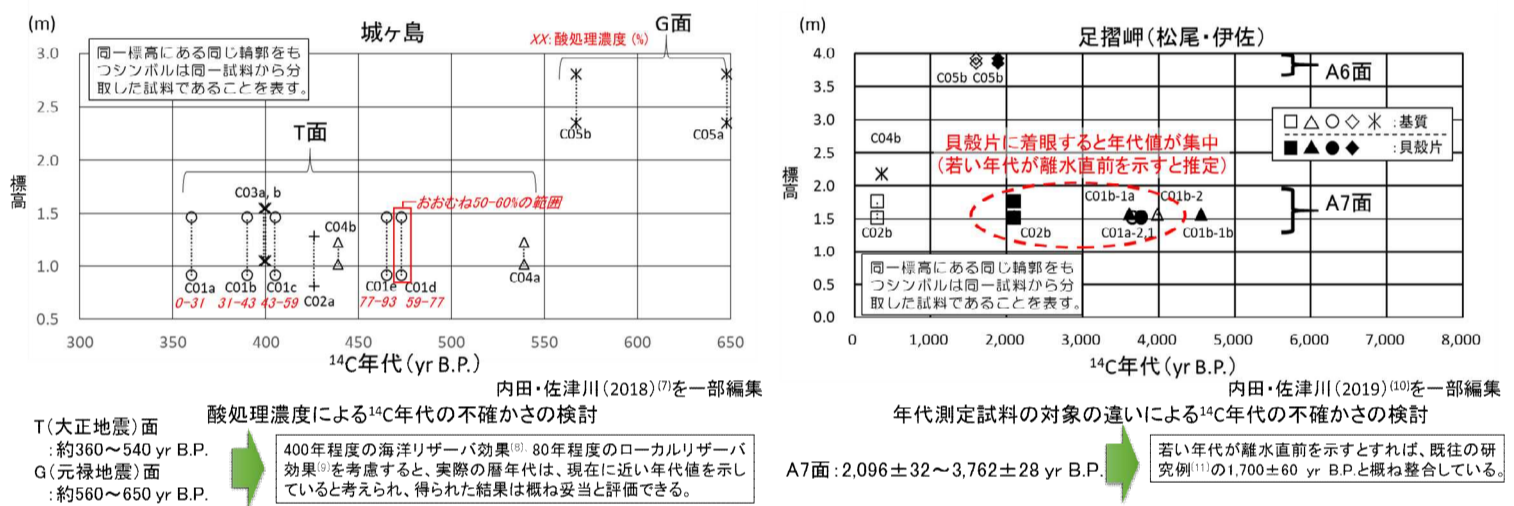 城ヶ島
(m)
標高
3.0
2.5
2.0
1.5
1.0
0.5
300
350
400
450
500
550
600
650
¹⁴C年代(yr B.P.)
同一標高にある同じ輪郭をも
つシンボルは同一試料から分
取した試料であることを表す。
XX:酸処理濃度(%)
G面
T面
C05b
C05a
C03a, b
おおむね50-60%の範囲
C04b
C04a
C01a
C01b
C01c
C02a
C01e
C01d
0-31
31-43
43-59
77-93
59-77
内田・佐津川(2018)⁽⁷⁾を一部編集
酸処理濃度による¹⁴C年代の不確かさの検討
T(大正地震)面
:約360～540 yr B.P.
G(元禄地震)面
:約560～650 yr B.P.
400年程度の海洋リザーバ効果⁽⁸⁾、80年程度のローカルリザーバ
効果⁽⁹⁾を考慮すると、実際の暦年代は、現在に近い年代値を示し
ていると考えられ、得られた結果は概ね妥当と評価できる。
足摺岬(松尾・伊佐)
(m)
標高
4.0
3.5
3.0
2.5
2.0
1.5
1.0
0.5
0.0
0
1,000
2,000
3,000
4,000
5,000
6,000
7,000
8,000
¹⁴C年代(yr B.P.)
C05b C05b
A6面
:基質
:貝殻片
C04b
貝殻片に着眼すると年代値が集中
(若い年代が離水直前を示すと推定)
C01b-1a
C01b-2
A7面
C02b
C02b
C01a-2,1
C01b-1b
同一標高にある同じ輪郭をも
つシンボルは同一試料から分
取した試料であることを表す。
内田・佐津川(2019)⁽¹⁰⁾を一部編集
年代測定試料の対象の違いによる¹⁴C年代の不確かさの検討
A7面:2,096±32～3,762±28 yr B.P.
若い年代が離水直前を示すとすれば、既往の研
究例⁽¹¹⁾の1,700±60 yr B.P.と概ね整合している。